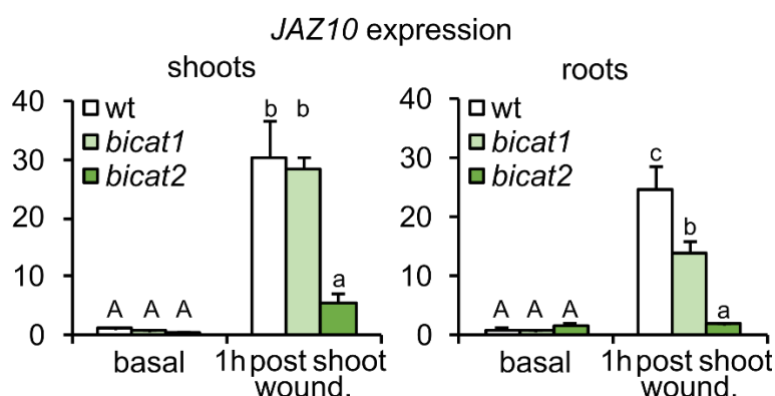 JAZ10 expression
shoots
40
30
20
10
0
wt
bicat1
bicat2
A A A
b b
a
basal
1h post shoot
wound.
roots
40
30
20
10
0
wt
bicat1
bicat2
A A A
c
b
a
basal
1h post shoot
wound.